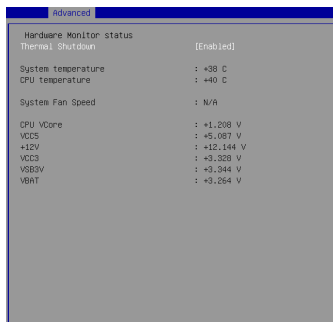 Advanced
Hardware Monitor status
Thermal Shutdown [Enabled]
System temperature : +38 C
CPU temperature : +40 C
System Fan Speed : N/A
CPU VCore : +1.208 V
VCC5 : +5.087 V
+12V : +12.144 V
VCC3 : +3.328 V
VSB3V : +3.344 V
VBAT : +3.264 V